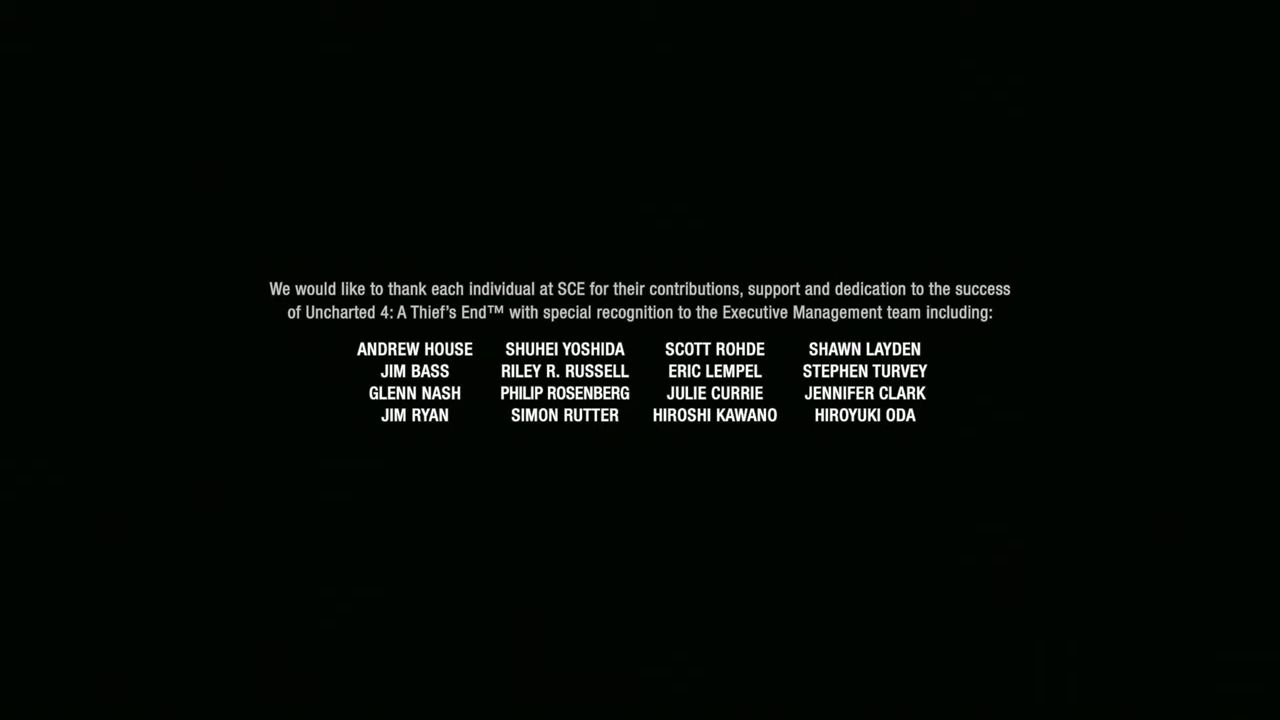 We would like to thank each individual at SCE for their contributions, support and dedication to the success
of Uncharted 4: A Thief's End™ with special recognition to the Executive Management team including:
ANDREW HOUSE SHUHEI YOSHIDA SCOTT ROHDE SHAWN LAYDEN
JIM BASS RILEY R. RUSSELL ERIC LEMPEL STEPHEN TURVEY
GLENN NASH PHILIP ROSENBERG JULIE CURRIE JENNIFER CLARK
JIM RYAN SIMON RUTTER HIROSHI KAWANO HIROYUKI ODA